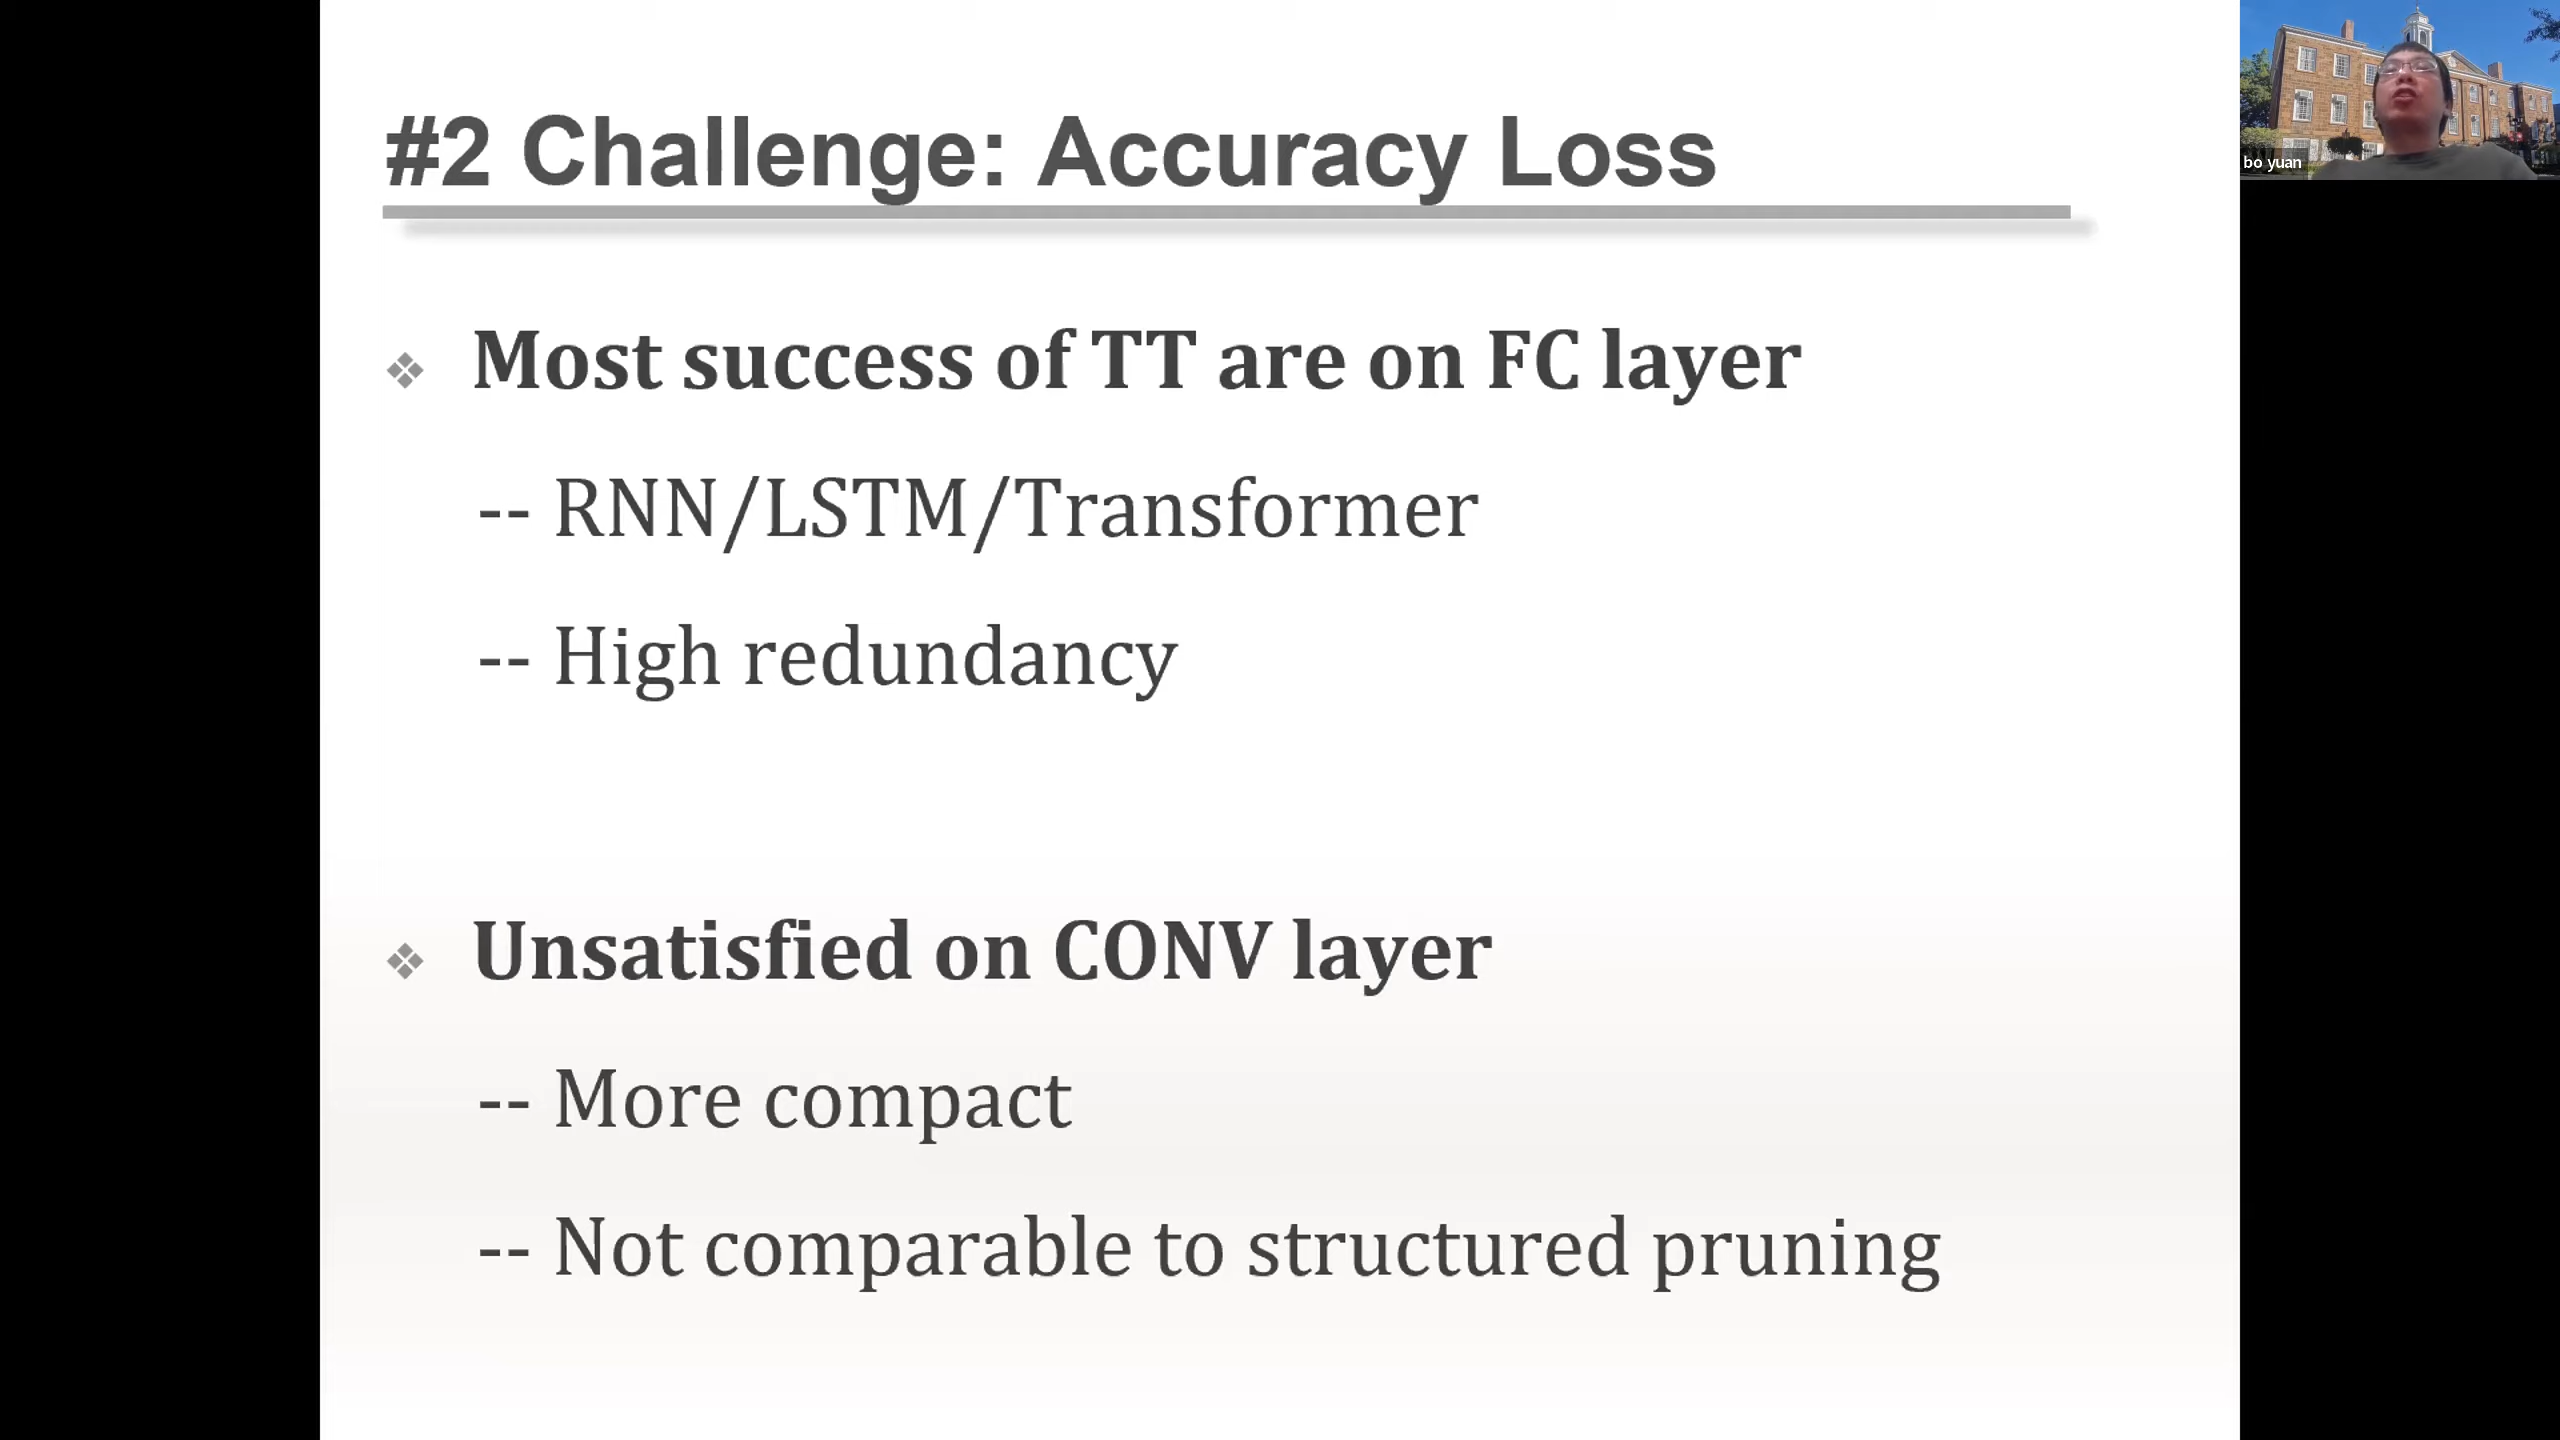 #2 Challenge: Accuracy Loss
Most success of TT are on FC layer
-- RNN/LSTM/Transformer
-- High redundancy
Unsatisfied on CONV layer
-- More compact
-- Not comparable to structured pruning
bo yuan